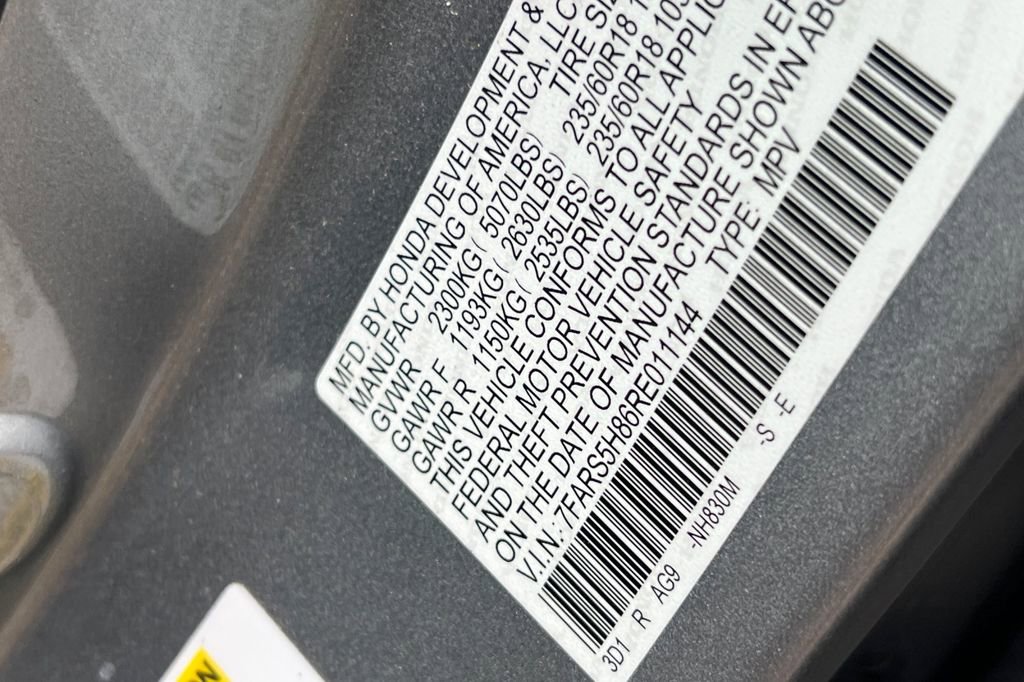 MFD. BY HONDA DEVELOPMENT &
MANUFACTURING OF AMERICA, LLC
GVWR 2300KG( 5070LBS) TIRE SIZ
GAWR F 1193KG( 2630LBS) 235/60R18
GAWR R 1150KG( 2535LBS) 235/60R18 103
THIS VEHICLE CONFORMS TO ALL APPLIC
FEDERAL MOTOR VEHICLE SAFETY
AND THEFT PREVENTION STANDARDS IN EF
ON THE DATE OF MANUFACTURE SHOWN ABO
V.I.N.:7FARS5H86RE011144 TYPE: MPV
3D1 R AG9 -NH830M -S -E